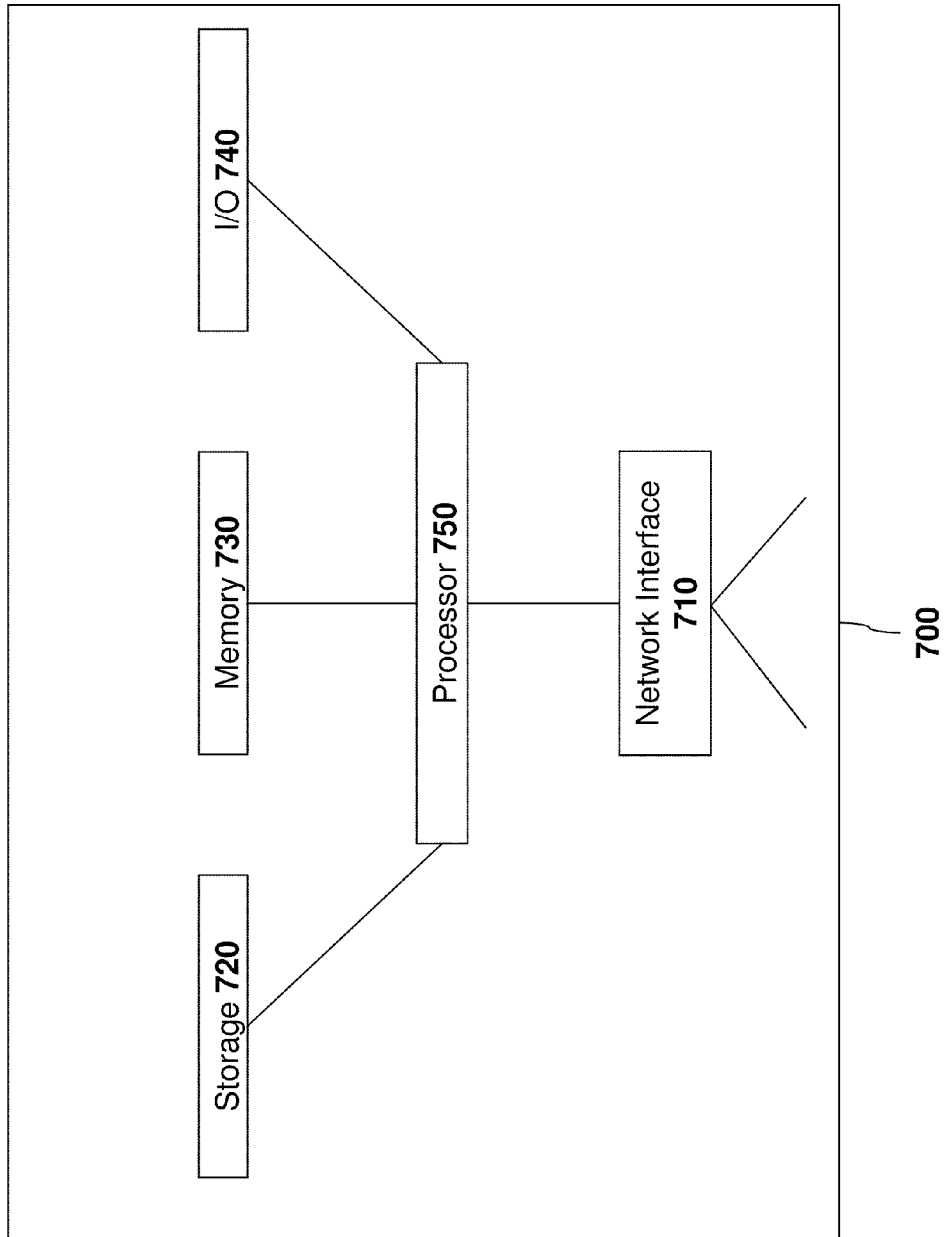 Storage 720
Memory 730
I/O 740
Processor 750
Network Interface
710
700